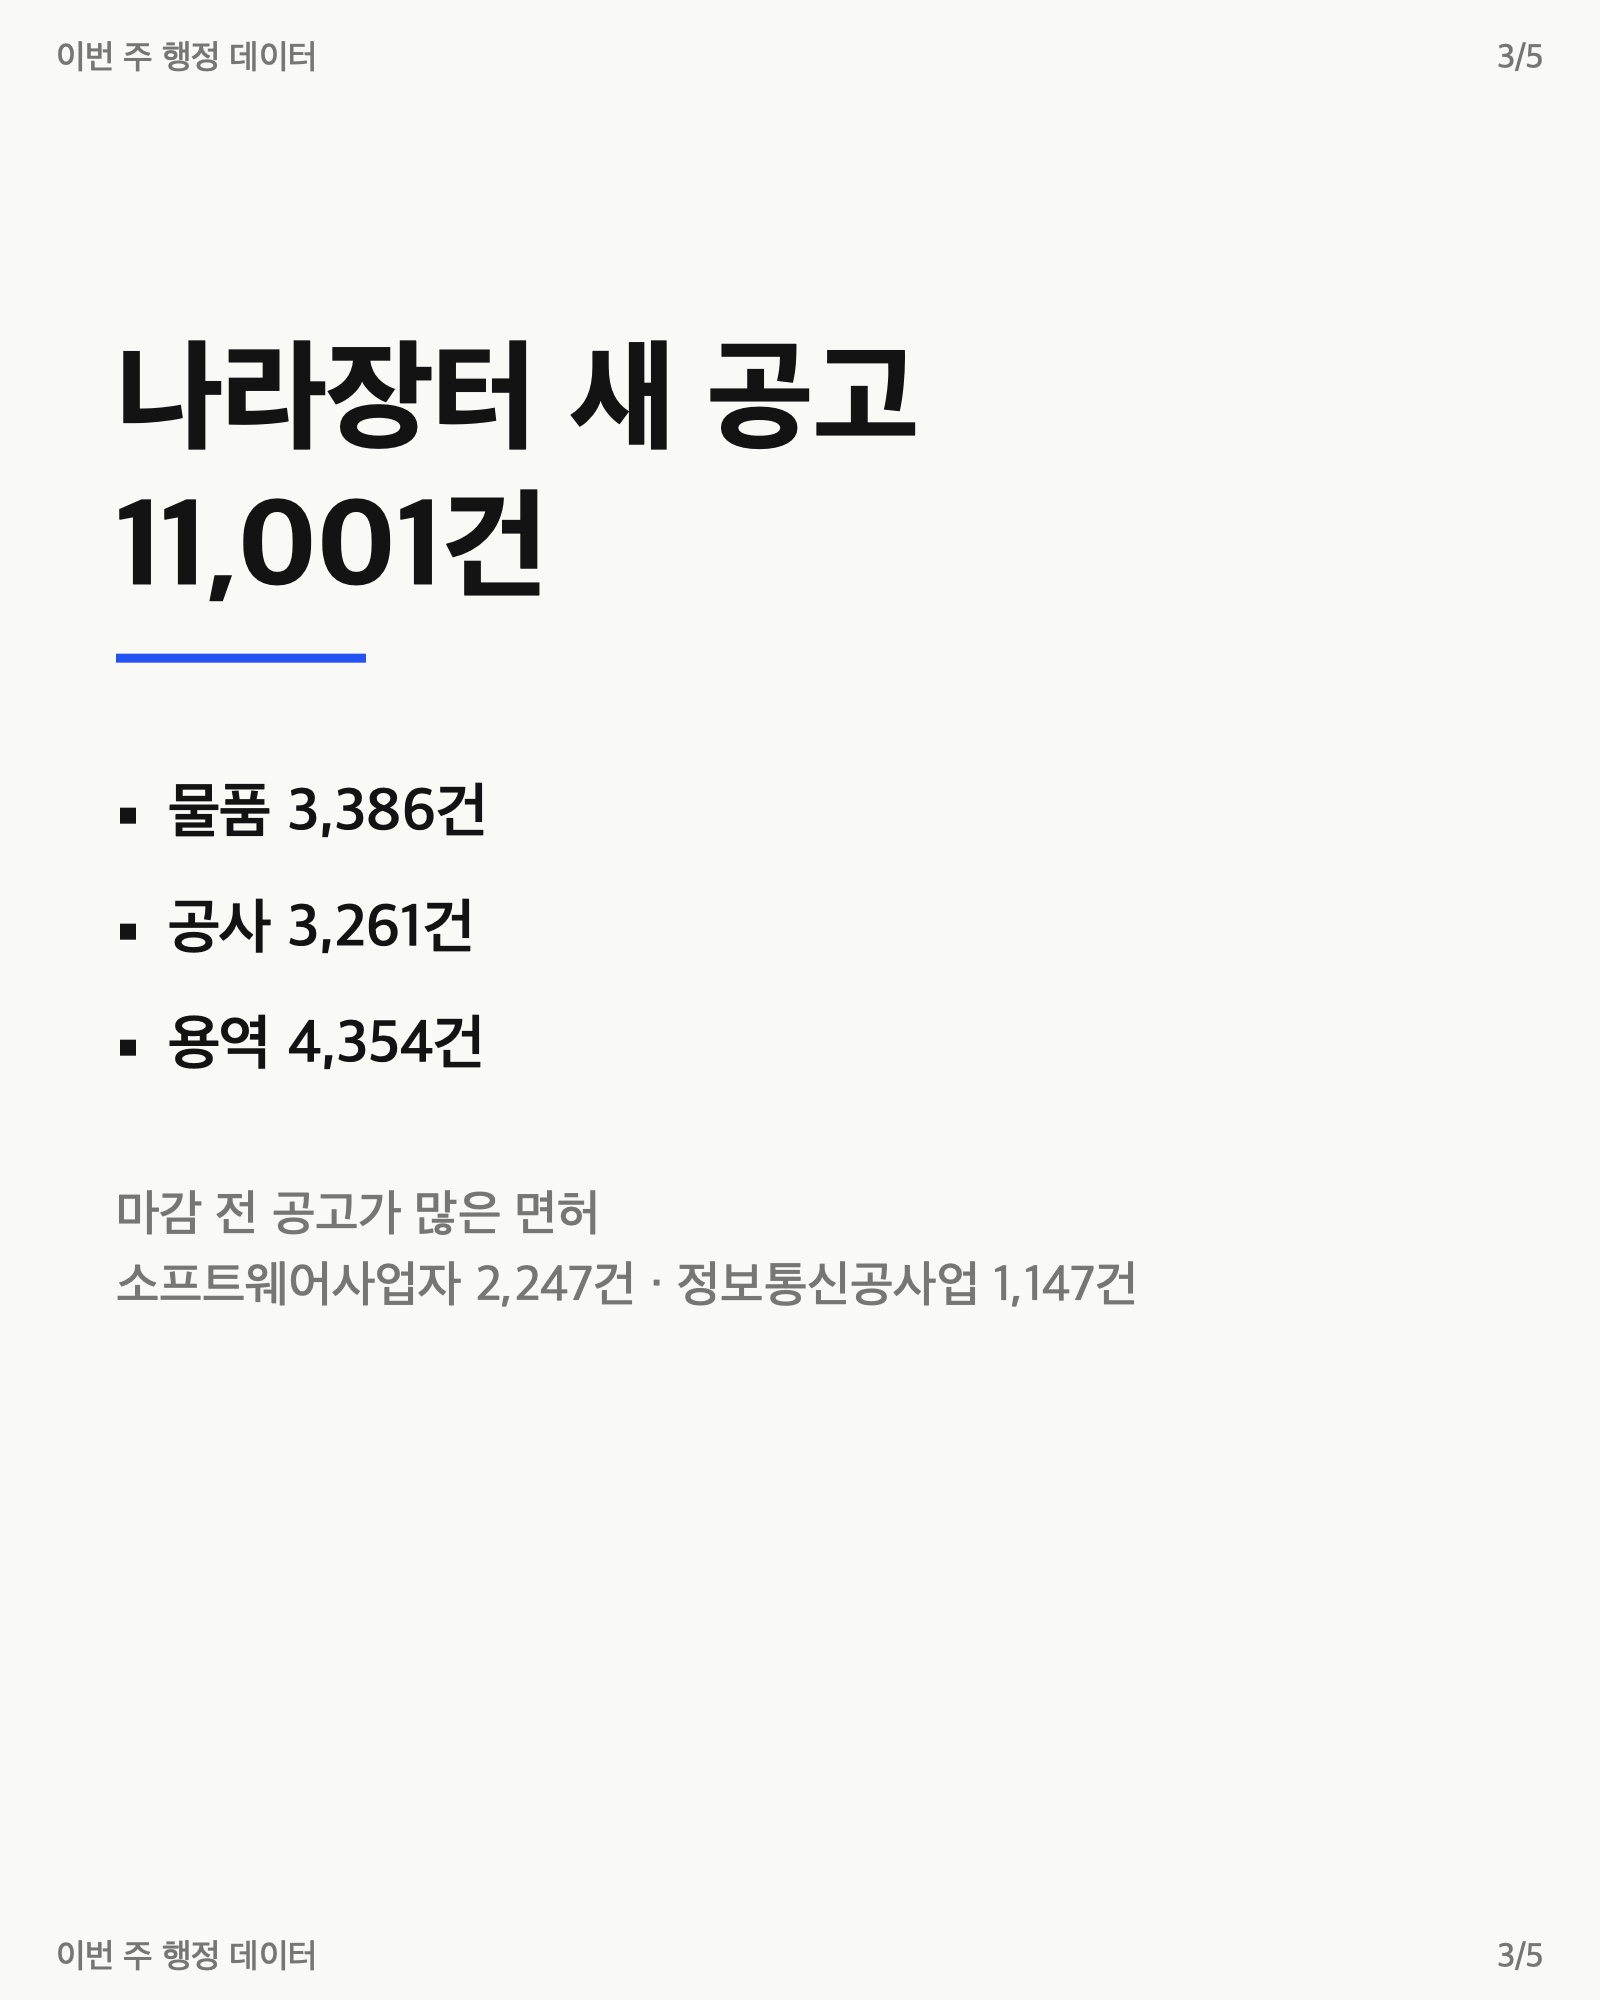 이번 주 행정 데이터
3/5
나라장터 새 공고
11,001건
▪ 물품 3,386건
▪ 공사 3,261건
▪ 용역 4,354건
마감 전 공고가 많은 면허
소프트웨어사업자 2,247건 · 정보통신공사업 1,147건
이번 주 행정 데이터
3/5